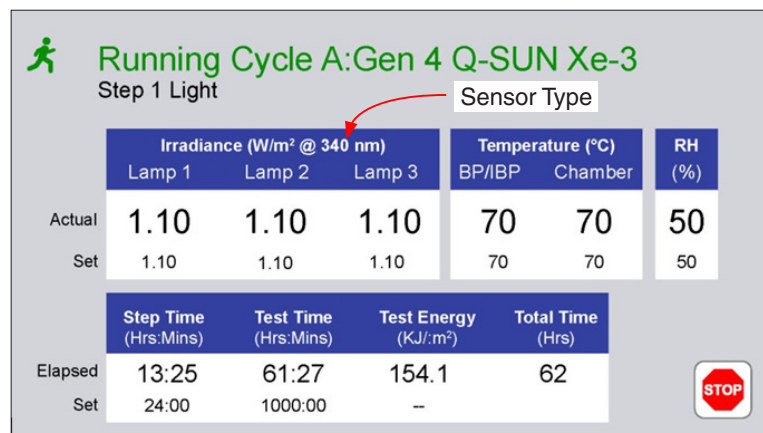 Running Cycle A:Gen 4 Q-SUN Xe-3
Step 1 Light
Sensor Type
Irradiance (W/m² @ 340 nm) Temperature (ºC) RH
Lamp 1 Lamp 2 Lamp 3 BP/IBP Chamber (%)
Actual 1.10 1.10 1.10 70 70 50
Set 1.10 1.10 1.10 70 70 50
Step Time Test Time Test Energy Total Time
(Hrs:Mins) (Hrs:Mins) (KJ/:m²) (Hrs)
Elapsed 13:25 61:27 154.1 62
Set 24:00 1000:00 --
STOP